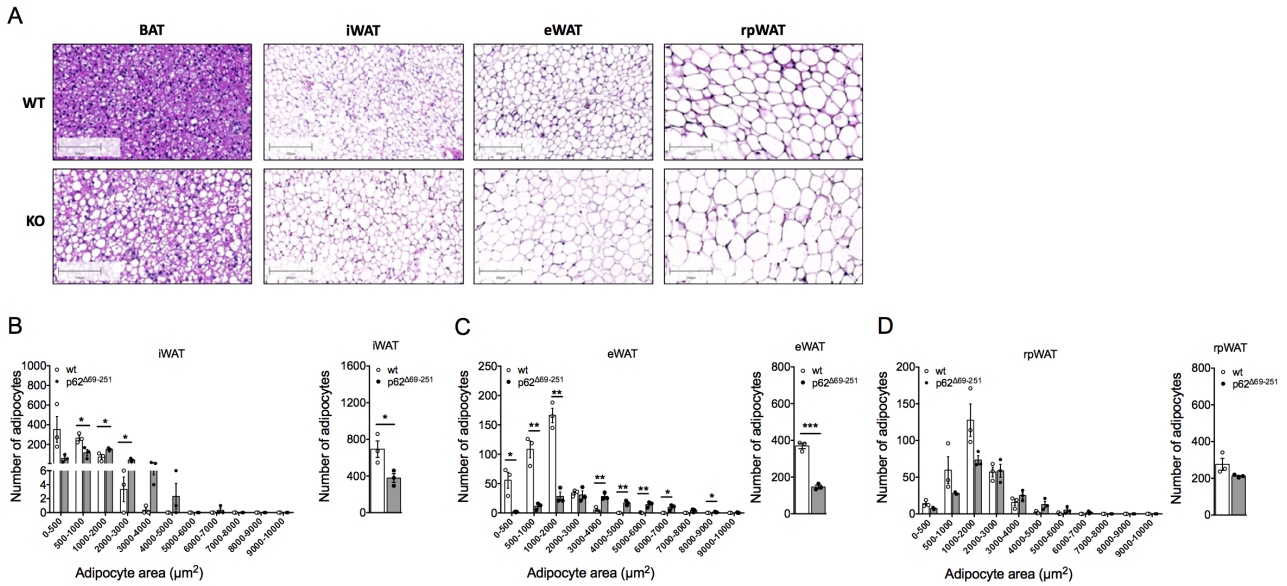 A
BAT
iWAT
eWAT
rpWAT
WT
KO
B
iWAT
Number of adipocytes
1000
800
600
400
200
6
4
2
0
wt
p62Δ69-251
*
*
*
0-500
500-1000
1000-2000
2000-3000
3000-4000
4000-5000
5000-6000
6000-7000
7000-8000
8000-9000
9000-10000
Adipocyte area (µm²)
iWAT
Number of adipocytes
1600
1200
800
400
0
wt
p62Δ69-251
*
C
eWAT
Number of adipocytes
250
200
150
100
50
0
wt
p62Δ69-251
*
**
**
**
**
**
*
*
0-500
500-1000
1000-2000
2000-3000
3000-4000
4000-5000
5000-6000
6000-7000
7000-8000
8000-9000
9000-10000
Adipocyte area (µm²)
eWAT
Number of adipocytes
800
600
400
200
0
wt
p62Δ69-251
***
D
rpWAT
Number of adipocytes
200
150
100
50
0
wt
p62Δ69-251
0-500
500-1000
1000-2000
2000-3000
3000-4000
4000-5000
5000-6000
6000-7000
7000-8000
8000-9000
9000-10000
Adipocyte area (µm²)
rpWAT
Number of adipocytes
800
600
400
200
0
wt
p62Δ69-251